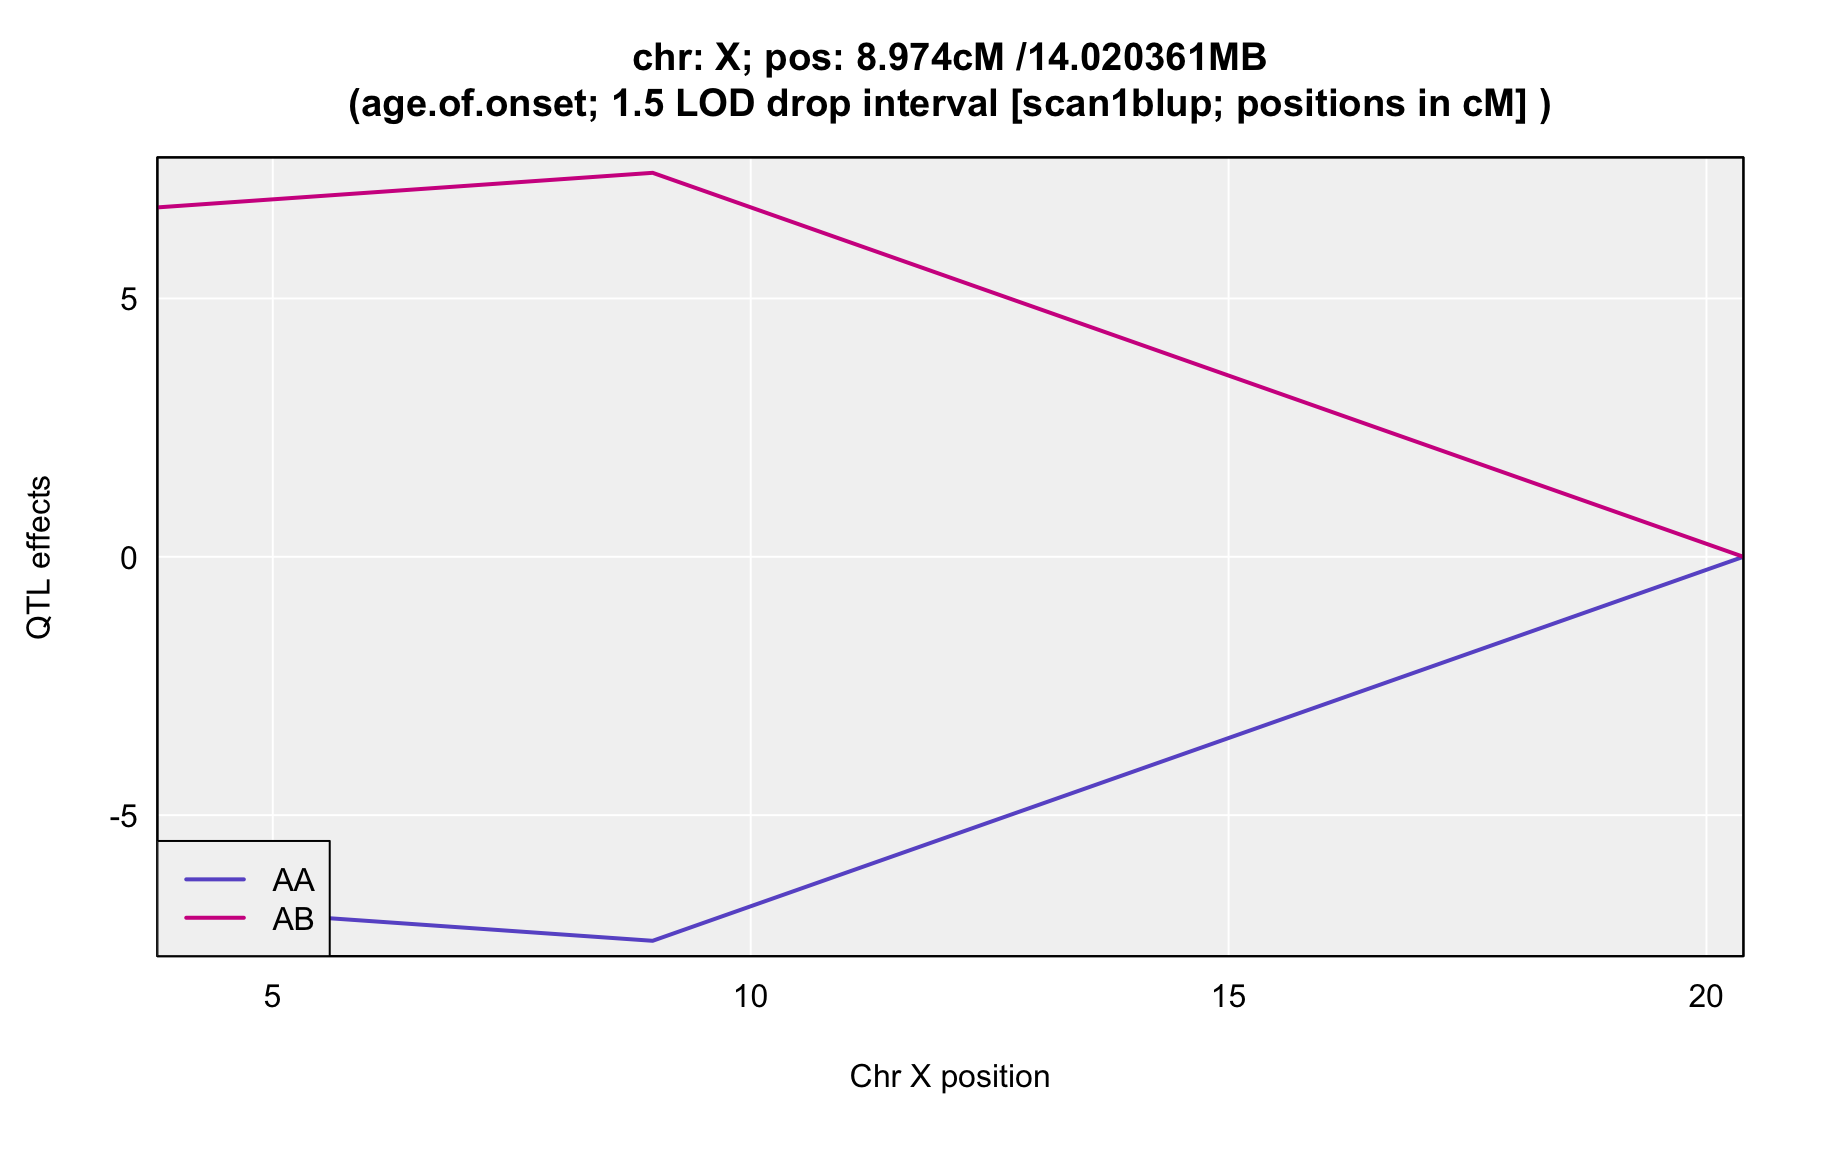 chr: X; pos: 8.974cM /14.020361MB
(age.of.onset; 1.5 LOD drop interval [scan1blup; positions in cM] )
QTL effects
5
0
-5
AA
AB
5 10 15 20
Chr X position